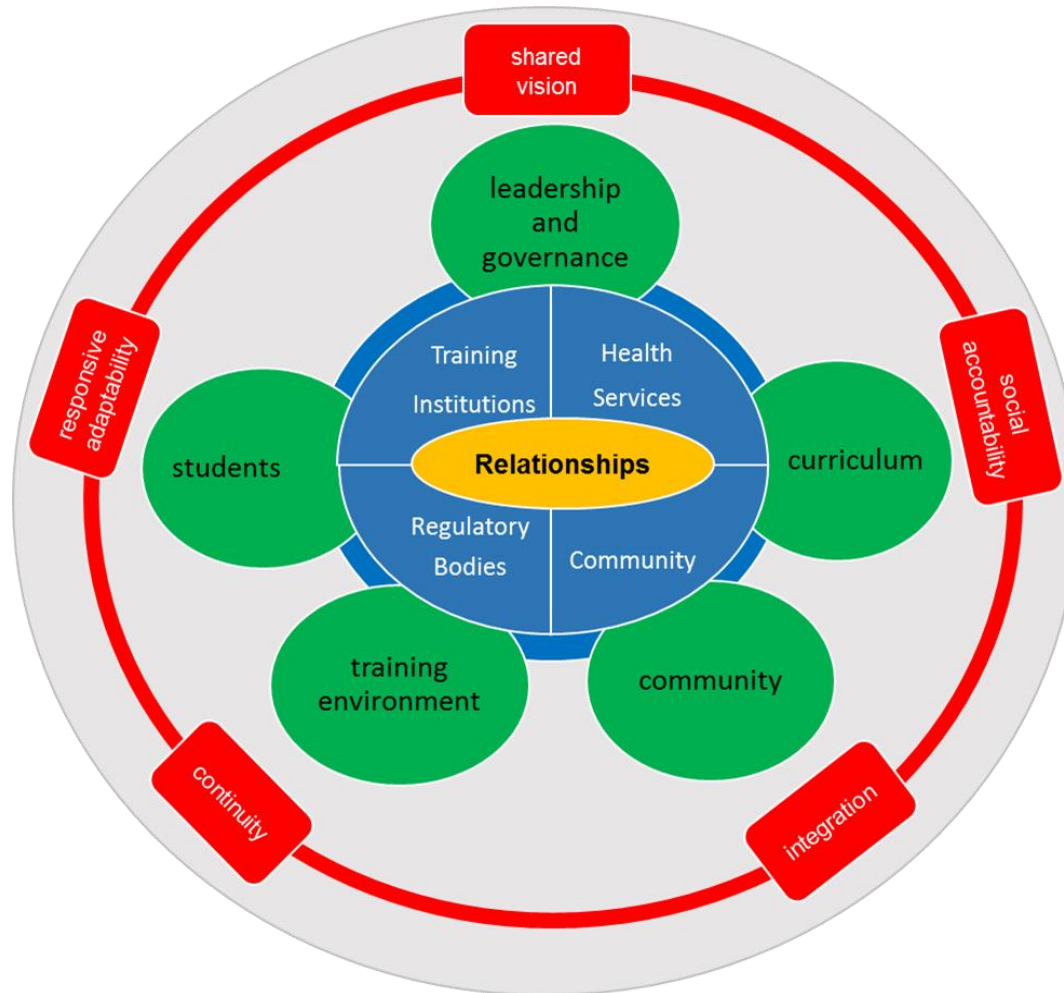 shared
vision
leadership
and
governance
responsive
adaptability
social
accountability
Training
Institutions
Health
Services
students
Relationships
curriculum
Regulatory
Bodies
Community
training
environment
community
continuity
integration